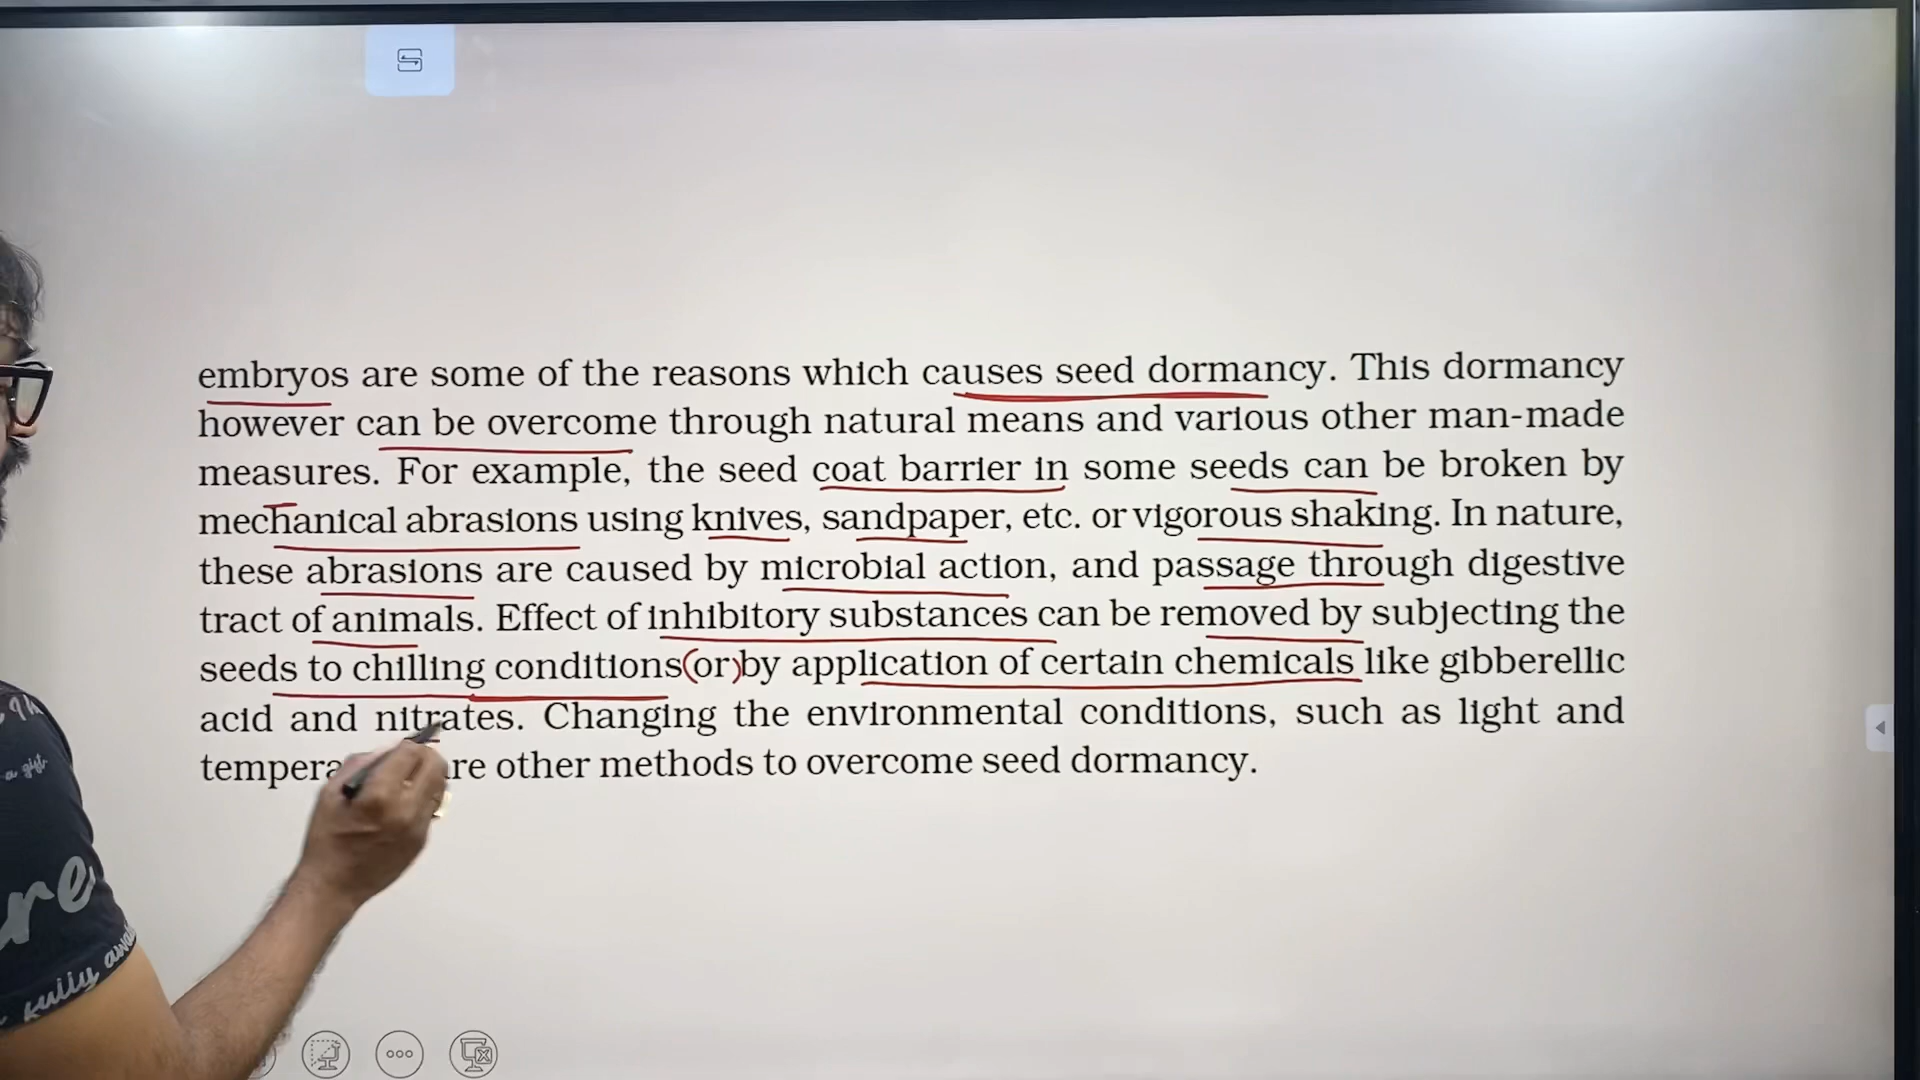 embryos are some of the reasons which causes seed dormancy. This dormancy
however can be overcome through natural means and various other man-made
measures. For example, the seed coat barrier in some seeds can be broken by
mechanical abrasions using knives, sandpaper, etc. or vigorous shaking. In nature,
these abrasions are caused by microbial action, and passage through digestive
tract of animals. Effect of inhibitory substances can be removed by subjecting the
seeds to chilling conditions (or) by application of certain chemicals like gibberellic
acid and nitrates. Changing the environmental conditions, such as light and
are other methods to overcome seed dormancy.
a gift
re
fully